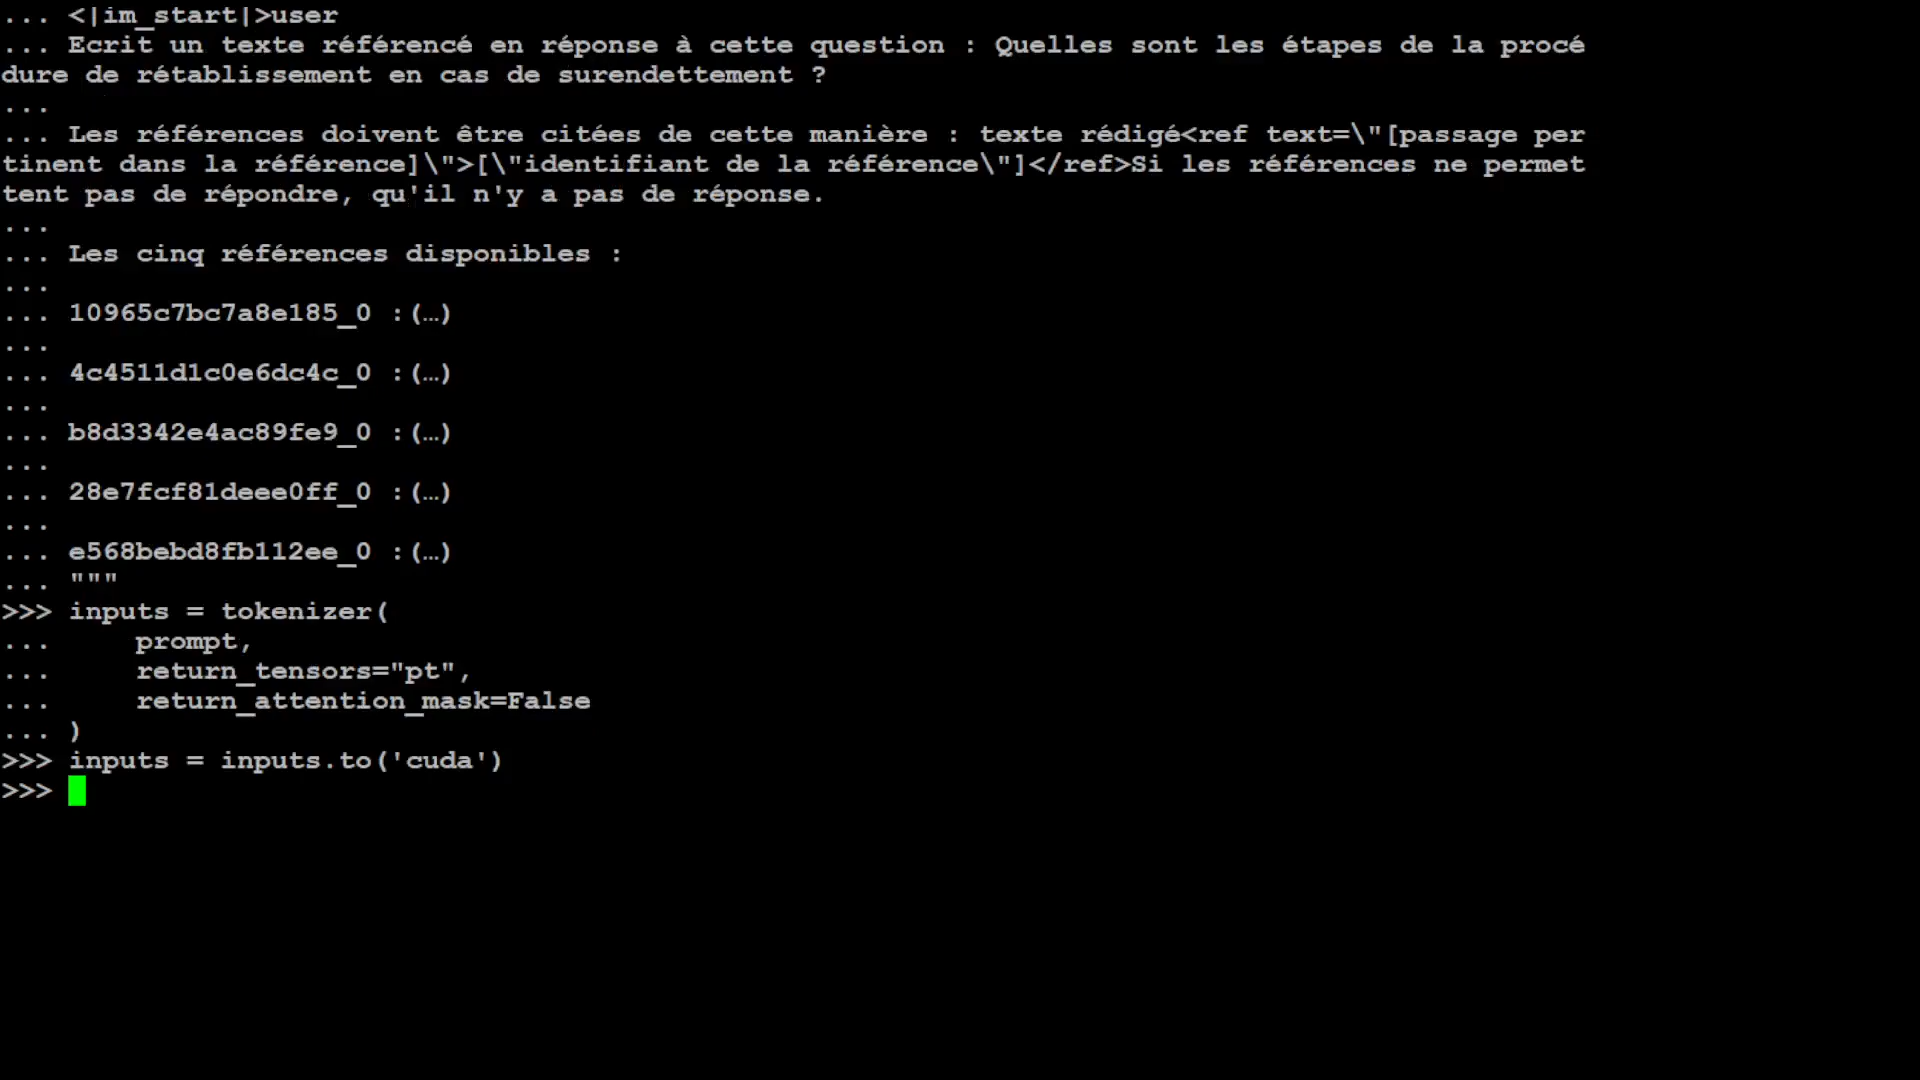 ... <|im_start|>user
... Ecrit un texte référencé en réponse à cette question : Quelles sont les étapes de la procé
dure de rétablissement en cas de surendettement ?
...
... Les références doivent être citées de cette manière : texte rédigé<ref text=\"[passage per
tinent dans la référence]\">[\"identifiant de la référence\"]</ref>Si les références ne permet
tent pas de répondre, qu'il n'y a pas de réponse.
...
... Les cinq références disponibles :
...
... 10965c7bc7a8e185_0 :(…)
...
... 4c4511d1c0e6dc4c_0 :(…)
...
... b8d3342e4ac89fe9_0 :(…)
...
... 28e7fcf81deee0ff_0 :(…)
...
... e568bebd8fb112ee_0 :(…)
... """
>>> inputs = tokenizer(
...     prompt,
...     return_tensors="pt",
...     return_attention_mask=False
... )
>>> inputs = inputs.to('cuda')
>>>